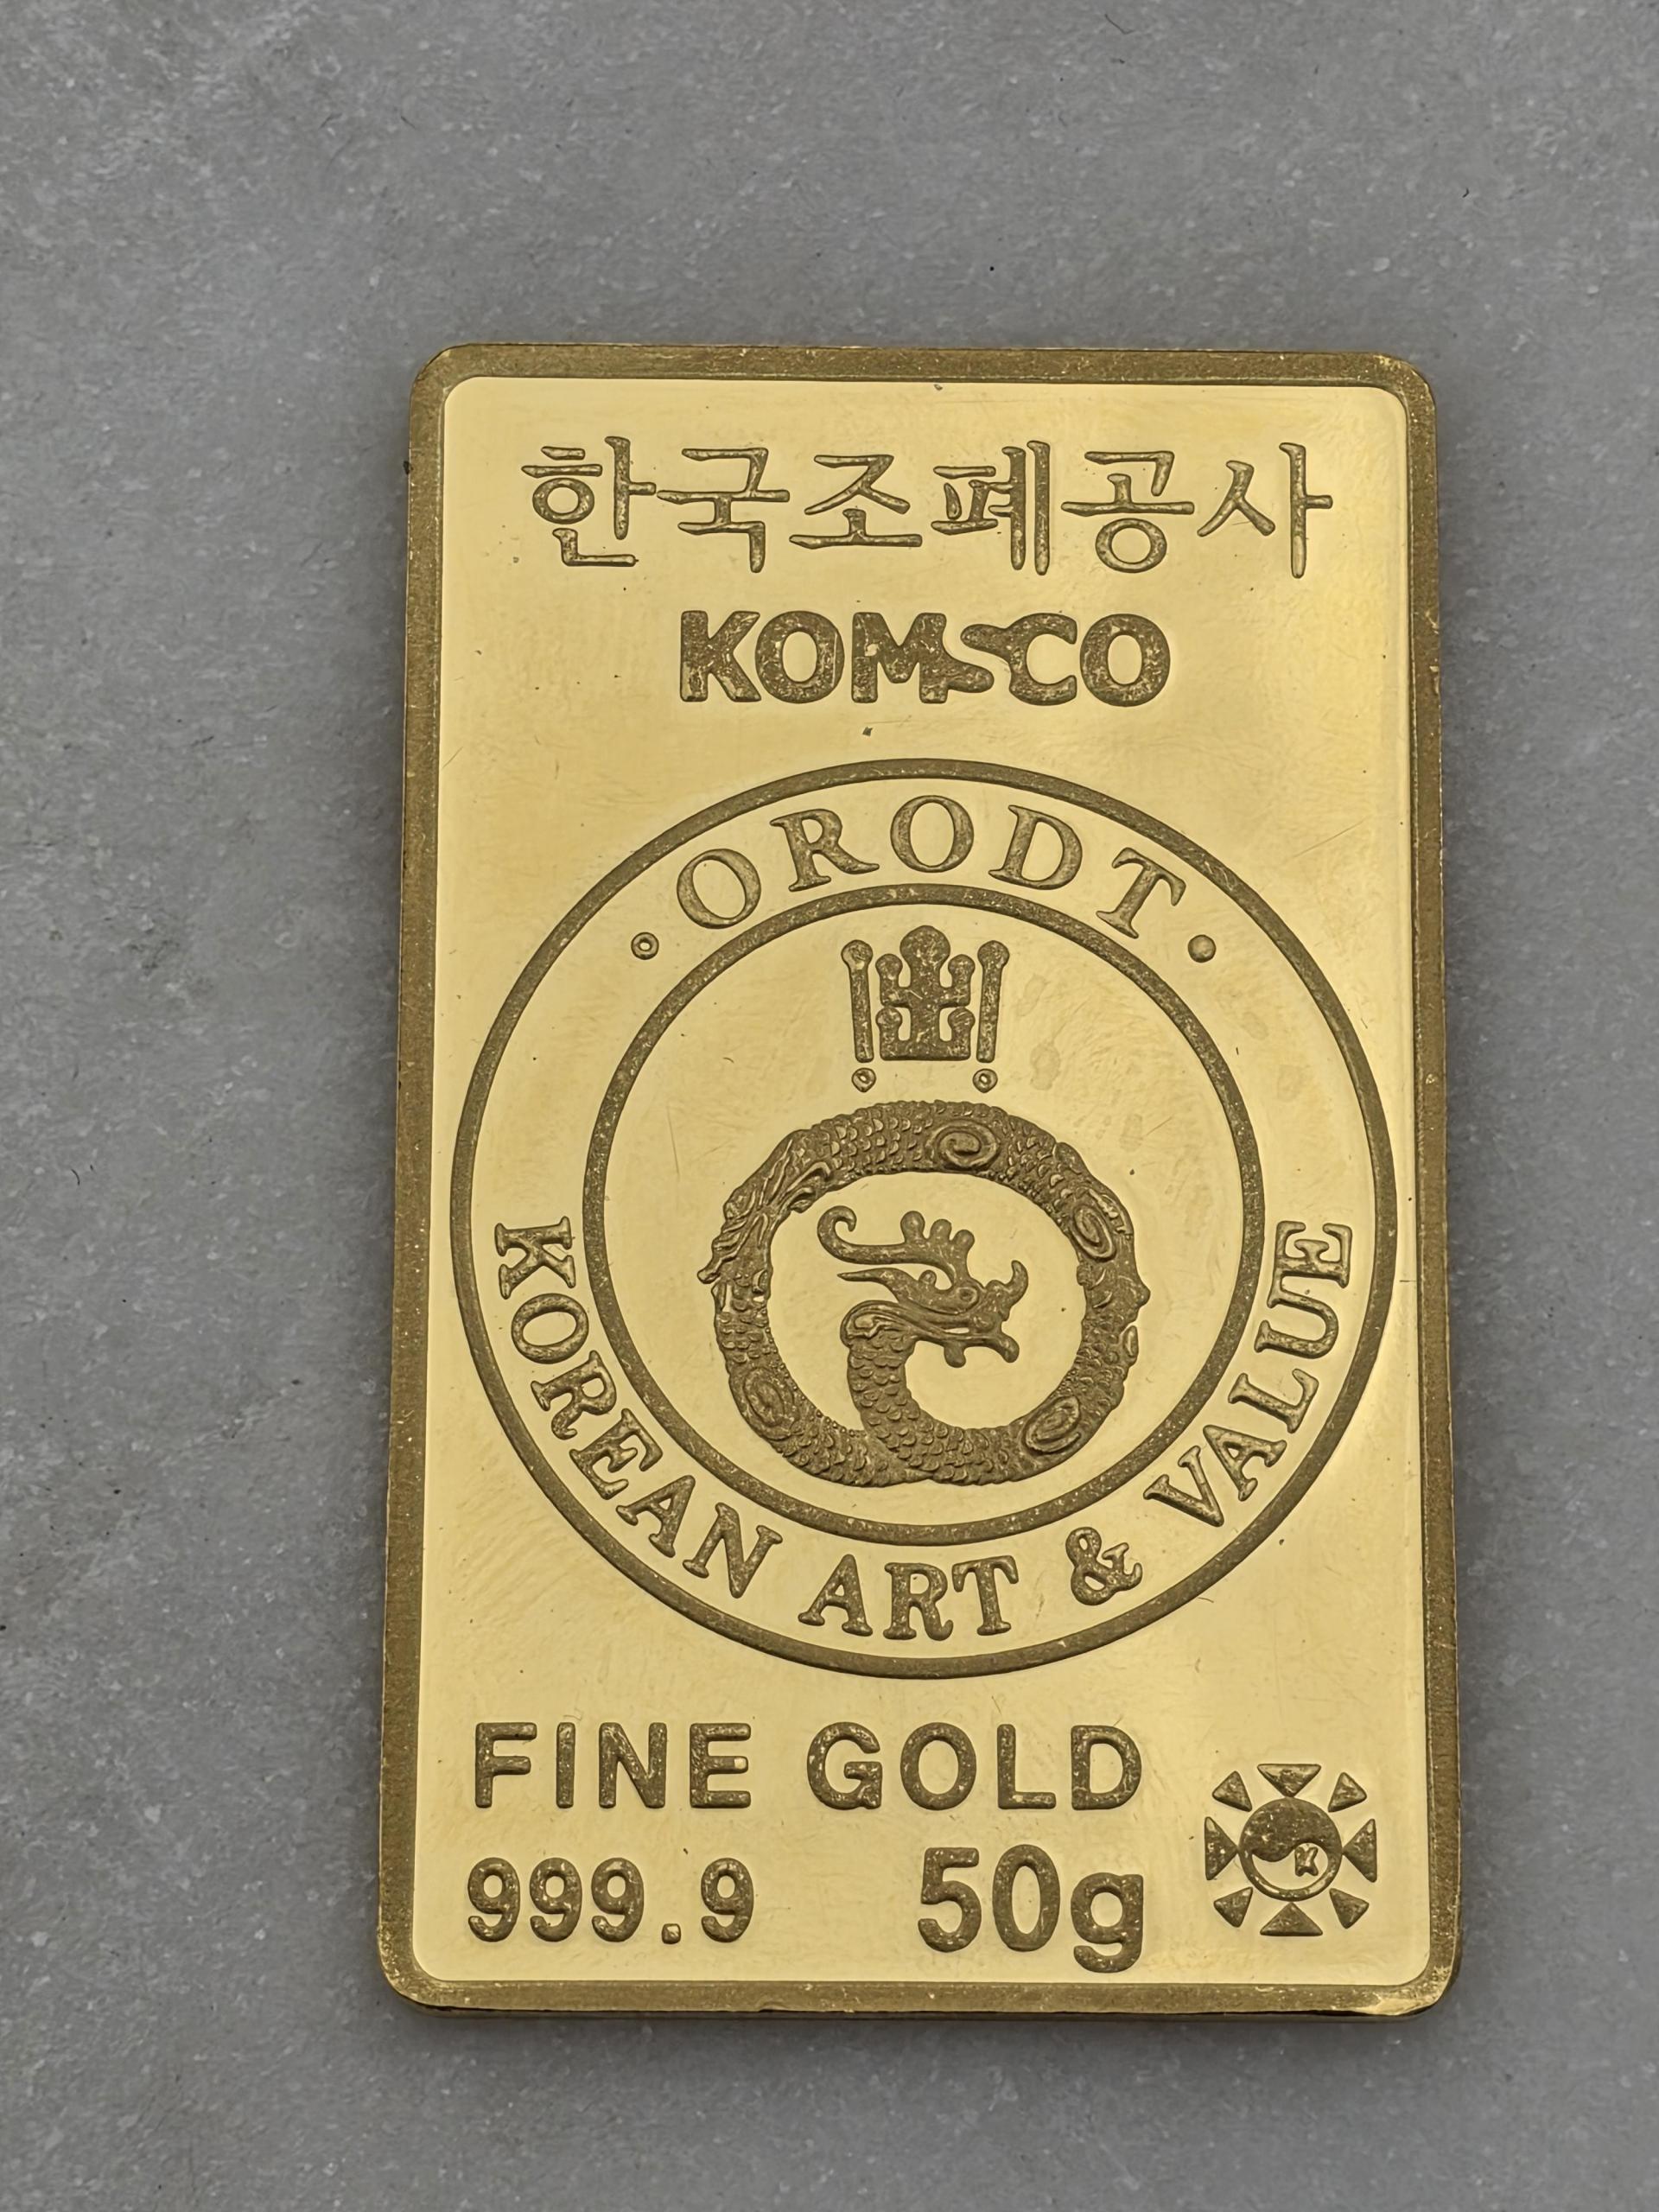 한국조폐공사
KOMSCO
• ORODT •
KOREAN ART & VALUE
FINE GOLD
999.9 50g
K